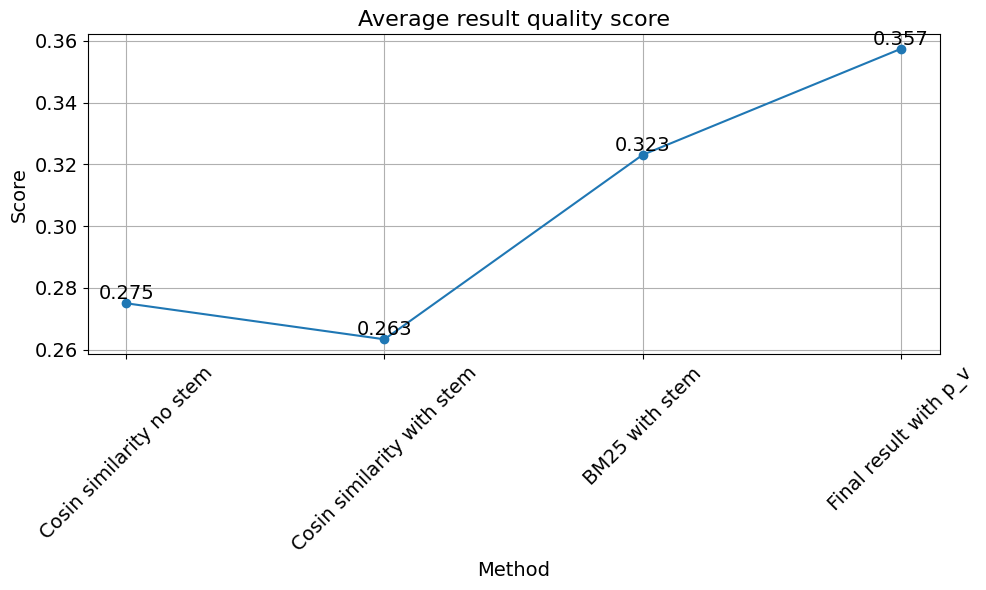 Average result quality score
Score
0.36
0.34
0.32
0.30
0.28
0.26
0.275
0.263
0.323
0.357
Cosin similarity no stem
Cosin similarity with stem
BM25 with stem
Final result with p_v
Method